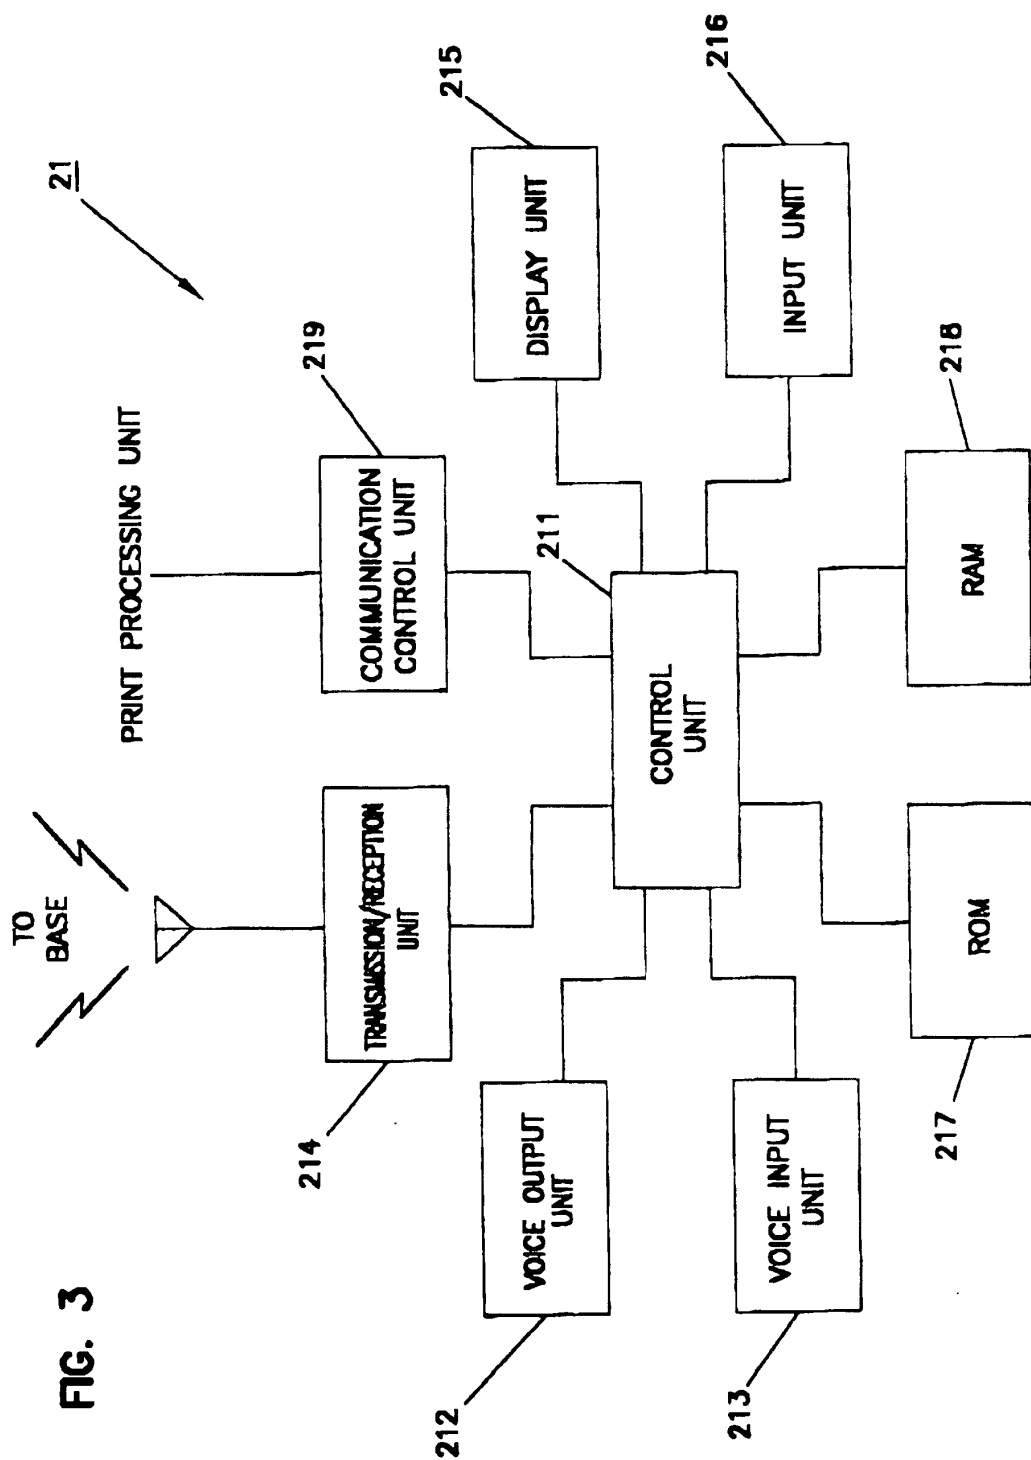 FIG. 3
TO
BASE
PRINT PROCESSING UNIT
21
214
TRANSMISSION/RECEPTION
UNIT
219
COMMUNICATION
CONTROL UNIT
212
VOICE OUTPUT
UNIT
215
DISPLAY UNIT
211
CONTROL
UNIT
213
VOICE INPUT
UNIT
216
INPUT UNIT
217
ROM
218
RAM